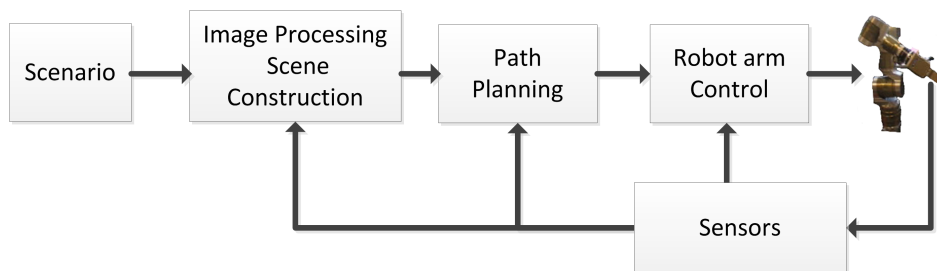 Scenario
Image Processing
Scene
Construction
Path
Planning
Robot arm
Control
Sensors